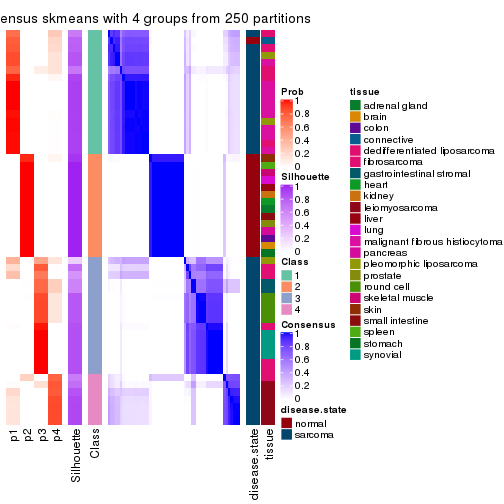 ensus skmeans with 4 groups from 250 partitions
p1
p2
p3
p4
Silhouette
Class
disease.state
tissue
Prob
1
0.8
0.6
0.4
0.2
0
Silhouette
1
0.8
0.6
0.4
0.2
0
Class
1
2
3
4
Consensus
1
0.8
0.6
0.4
0.2
0
disease.state
normal
sarcoma
tissue
adrenal gland
brain
colon
connective
dedifferentiated liposarcoma
fibrosarcoma
gastrointestinal stromal
heart
kidney
leiomyosarcoma
liver
lung
malignant fibrous histiocytoma
pancreas
pleomorphic liposarcoma
prostate
round cell
skeletal muscle
skin
small intestine
spleen
stomach
synovial